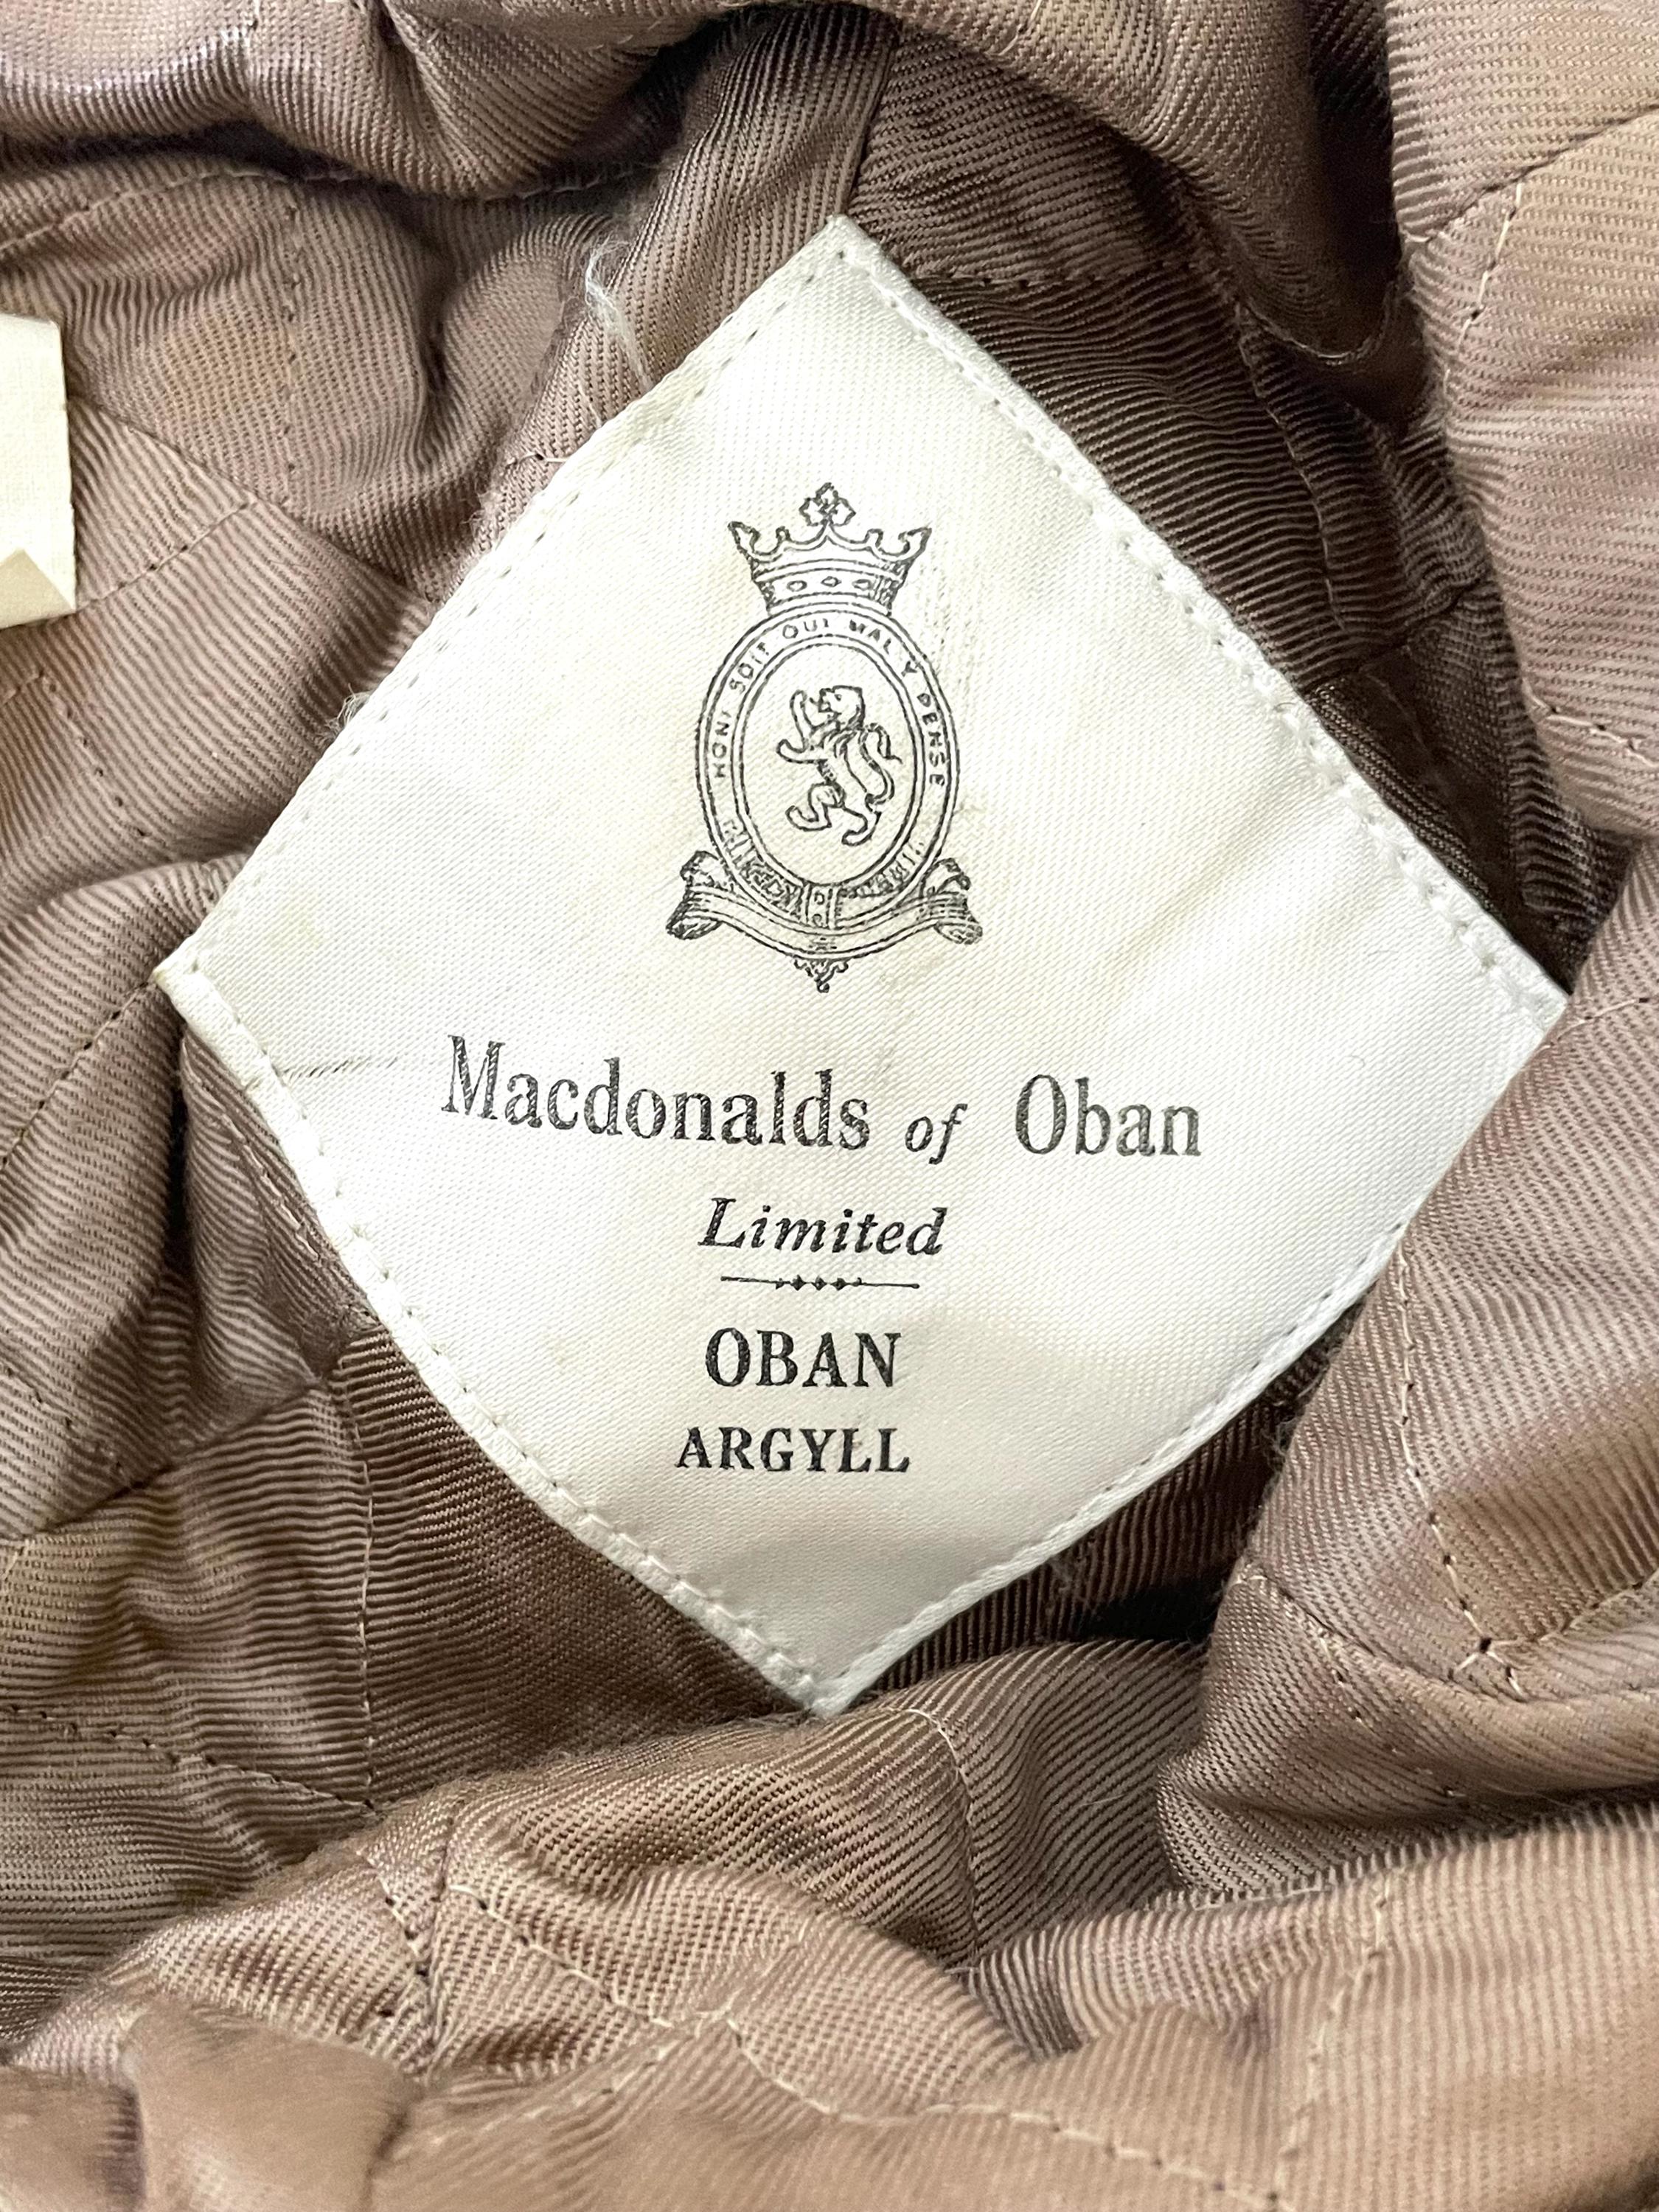 HONI SOIT QUI MAL Y PENSE
Macdonalds of Oban
Limited
OBAN
ARGYLL